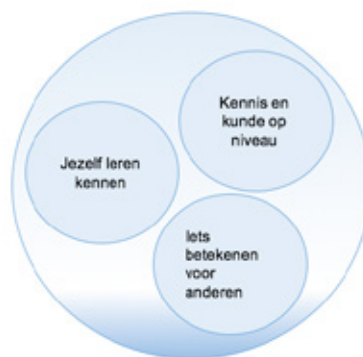 Kennis en
kunde op
niveau
Jezelf leren
kennen
Iets
betekenen
voor
anderen